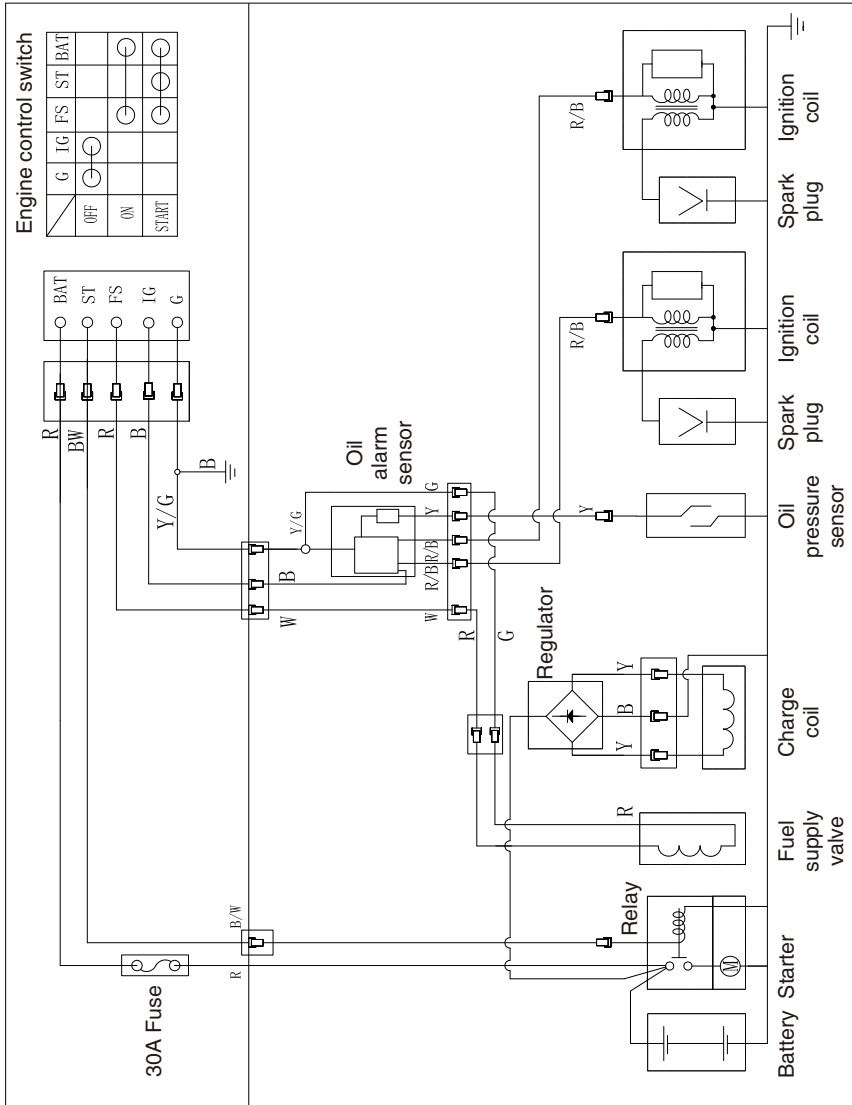 Engine control switch
G IG FS ST BAT
OFF
ON
START
BAT
ST
FS
IG
G
R
BW
R
B
Y/G
B
30A Fuse
R
B/W
W
B
Y/G
Oil
alarm
sensor
W
R/B
R/B
Y
G
R
G
R/B
R/B
Y
Regulator
Y
B
Y
R
Relay
M
Battery
Starter
Fuel
supply
valve
Charge
coil
Oil
pressure
sensor
Spark
plug
Ignition
coil
Spark
plug
Ignition
coil